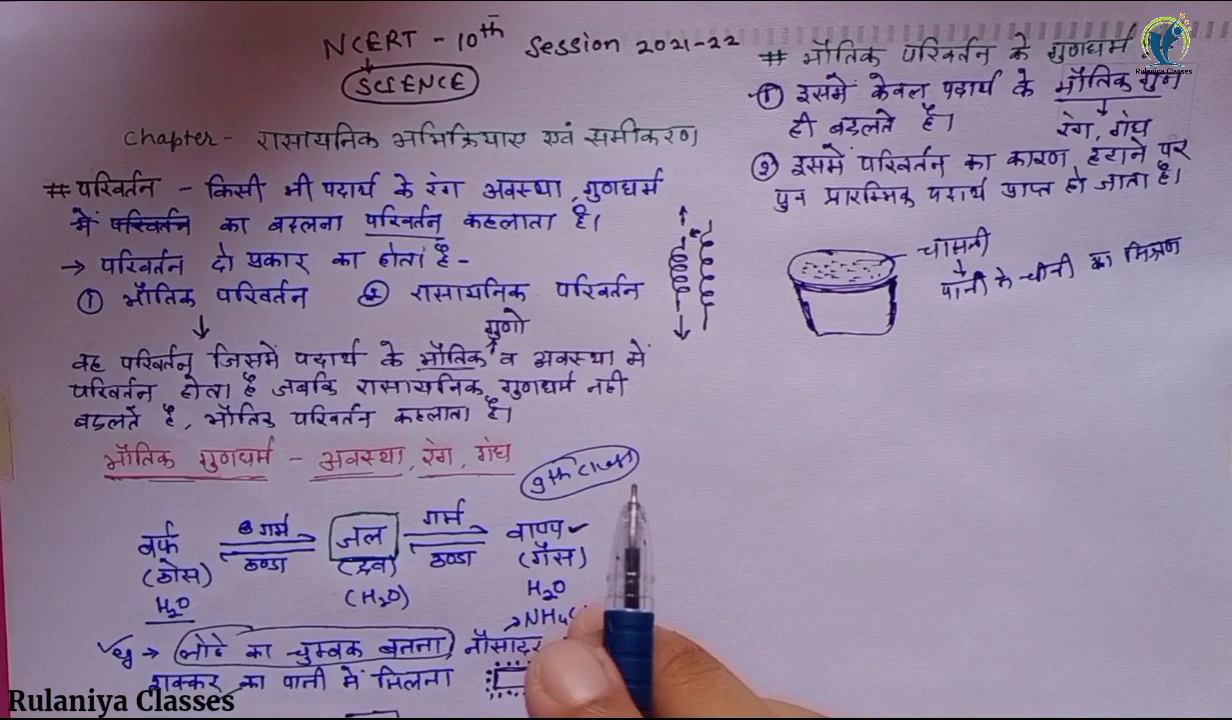 NCERT - 10th Session 2021-22
SCIENCE
Chapter - रासायनिक अभिक्रियाए एवं समीकरण
# परिवर्तन - किसी भी पदार्थ के रंग अवस्था, गुणधर्म
में परिवर्तन का बदलना परिवर्तन कहलाता है।
→ परिवर्तन दो प्रकार का होता है -
① भौतिक परिवर्तन ② रासायनिक परिवर्तन
गुणो
वह परिवर्तन जिसमें पदार्थ के भौतिक व अवस्था में
परिवर्तन होता है जबकि रासायनिक गुणधर्म नही
बदलते है, भौतिक परिवर्तन कहलाता है।
भौतिक गुणधर्म - अवस्था, रंग, गंध
9th class
बर्फ गर्म जल गर्म वाष्प
ठण्डा ठण्डा
(ठोस) (द्रव) (गैस)
H₂O (H₂O) H₂O
→ लोहे का चुम्बक बनना, नौसादर
शक्कर का पानी में मिलना
# भौतिक परिवर्तन के गुणधर्म
① इसमें केवल पदार्थ के भौतिक गुण
ही बदलते है। रंग, गंध
② इसमें परिवर्तन का कारण हटाने पर
पुन प्रारम्भिक पदार्थ प्राप्त हो जाता है।
चासनी
पानी के चीनी का मिश्रण
Rulaniya Classes
Rulaniya Classes